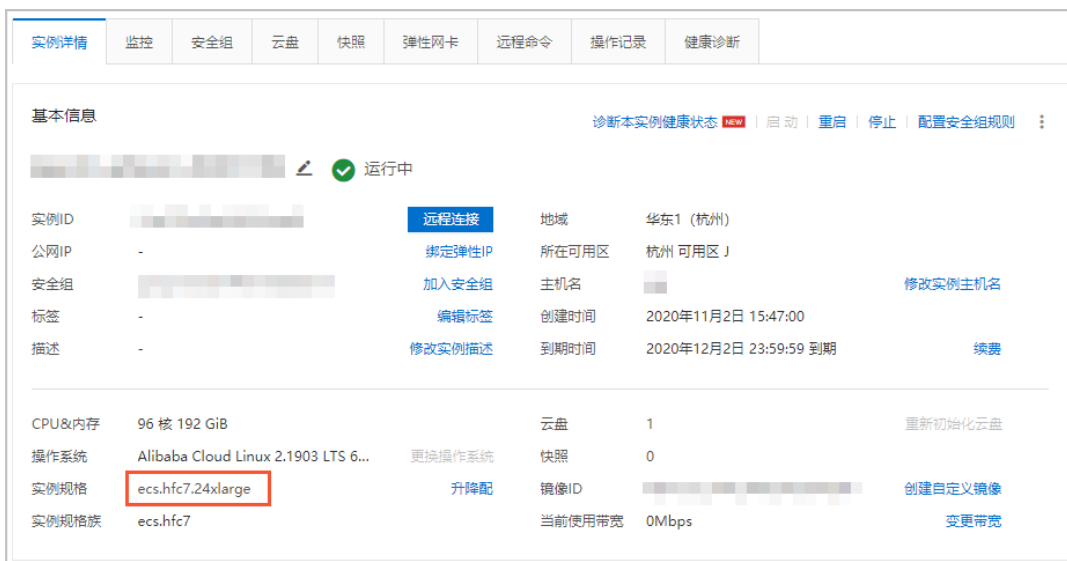 实例详情 监控 安全组 云盘 快照 弹性网卡 远程命令 操作记录 健康诊断
基本信息 诊断本实例健康状态 NEW 启动 重启 停止 配置安全组规则
运行中
实例ID 远程连接 地域 华东1（杭州）
公网IP - 绑定弹性IP 所在可用区 杭州 可用区 J
安全组 加入安全组 主机名 修改实例主机名
标签 - 编辑标签 创建时间 2020年11月2日 15:47:00
描述 - 修改实例描述 到期时间 2020年12月2日 23:59:59 到期 续费
CPU&内存 96 核 192 GiB 云盘 1 重新初始化云盘
操作系统 Alibaba Cloud Linux 2.1903 LTS 6... 更换操作系统 快照 0
实例规格 ecs.hfc7.24xlarge 升降配 镜像ID 创建自定义镜像
实例规格族 ecs.hfc7 当前使用带宽 0Mbps 变更带宽